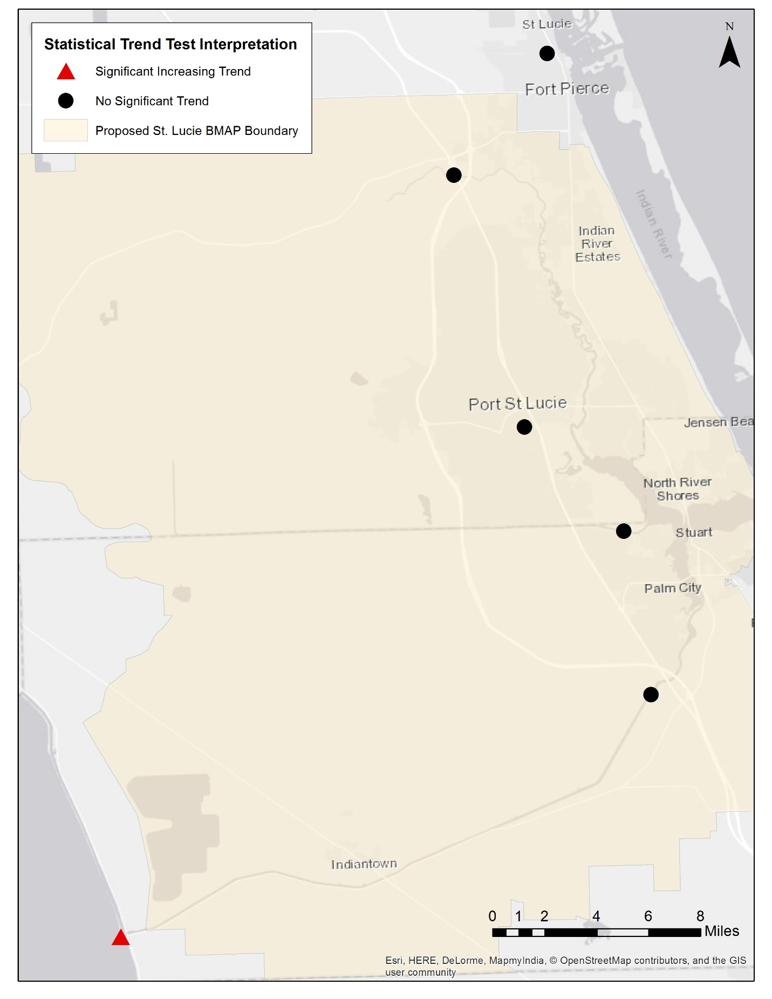 Statistical Trend Test Interpretation
Significant Increasing Trend
No Significant Trend
Proposed St. Lucie BMAP Boundary
N
St Lucie
Fort Pierce
Indian River
Indian
River
Estates
Port St Lucie
Jensen Bea
North River
Shores
Stuart
Palm City
Indiantown
0 1 2 4 6 8
Miles
Esri, HERE, DeLorme, MapmyIndia, © OpenStreetMap contributors, and the GIS
user community